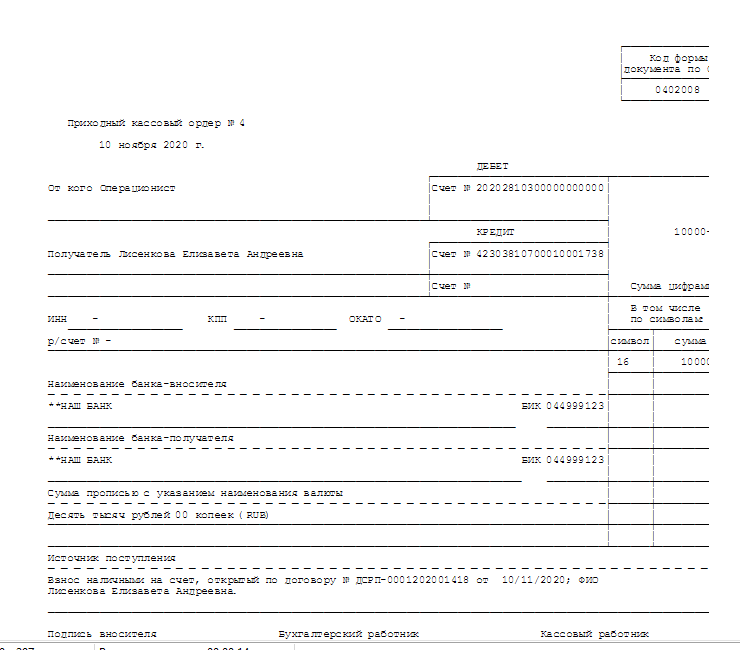 Код формы
документа по
0402008
Приходный кассовый ордер № 4
10 ноября 2020 г.
ДЕБЕТ
От кого Операционист
Счет № 20202810300000000000
КРЕДИТ
10000-
Получатель Лисенкова Елизавета Андреевна
Счет № 42303810700010001738
Счет №
Сумма цифрами
ИНН - КПП - ОКАТО -
В том числе
по символам:
р/счет № -
символ сумма
16 10000
Наименование банка-вносителя
**НАШ БАНК БИК 044999123
Наименование банка-получателя
**НАШ БАНК БИК 044999123
Сумма прописью с указанием наименования валюты
Десять тысяч рублей 00 копеек ( RUB)
Источник поступления
Взнос наличными на счет, открытый по договору № ДСРП-0001202001418 от 10/11/2020; ФИО
Лисенкова Елизавета Андреевна.
Подпись вносителя Бухгалтерский работник Кассовый работник